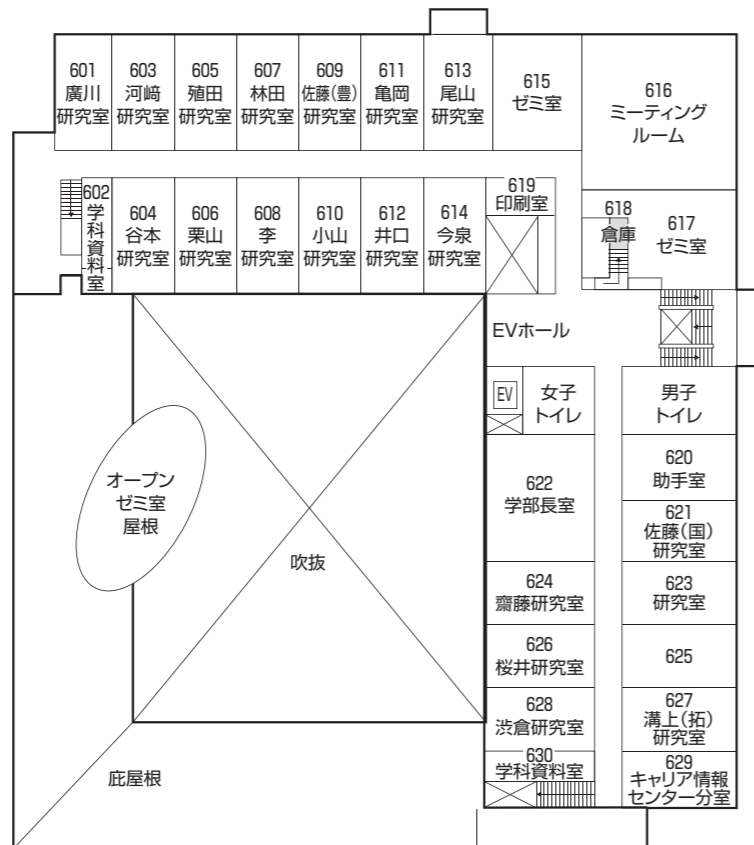 601
廣川
研究室
603
河﨑
研究室
605
殖田
研究室
607
林田
研究室
609
佐藤(豊)
研究室
611
亀岡
研究室
613
尾山
研究室
615
ゼミ室
616
ミーティング
ルーム
602
学科資料室
604
谷本
研究室
606
栗山
研究室
608
李
研究室
610
小山
研究室
612
井口
研究室
614
今泉
研究室
619
印刷室
618
倉庫
617
ゼミ室
EVホール
EV
女子
トイレ
男子
トイレ
オープン
ゼミ室
屋根
吹抜
622
学部長室
620
助手室
621
佐藤(国)
研究室
624
齋藤研究室
623
研究室
626
桜井研究室
625
628
渋倉研究室
627
溝上(拓)
研究室
630
学科資料室
629
キャリア情報
センター分室
庇屋根